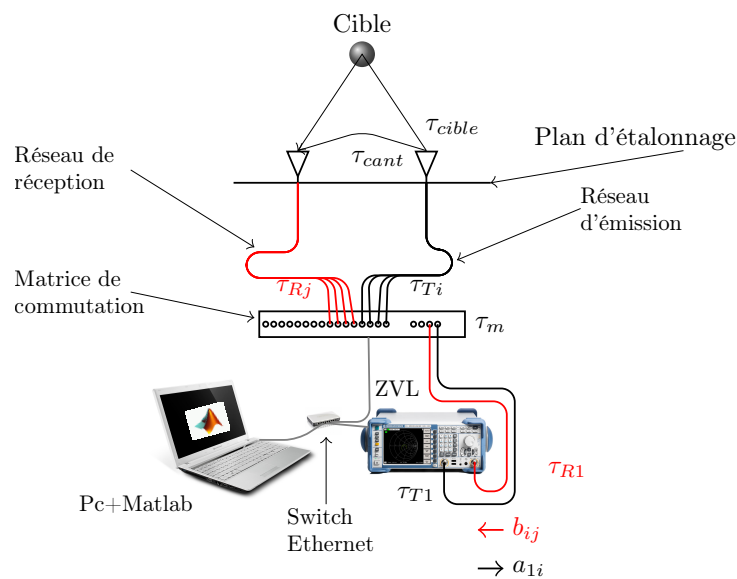 Cible
τ_cible
Plan d'étalonnage
τ_cant
Réseau de
réception
Réseau
d'émission
τ_Rj
τ_Ti
Matrice de
commutation
τ_m
ZVL
τ_R1
τ_T1
Pc+Matlab
Switch
Ethernet
b_ij
a_1i